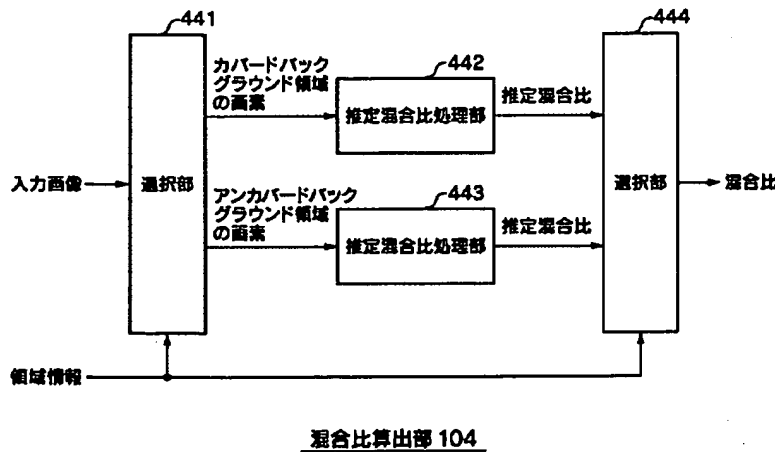 441
444
カバードバック
グラウンド領域
の画素
442
推定混合比処理部
推定混合比
入力画像
選択部
アンカバードバック
グラウンド領域
の画素
443
推定混合比処理部
推定混合比
選択部
混合比
領域情報
混合比算出部 104